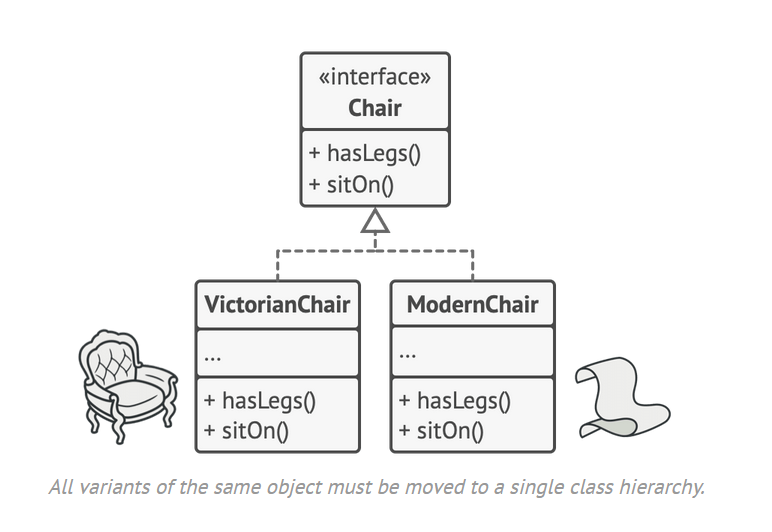 «interface»
Chair
+ hasLegs()
+ sitOn()
VictorianChair
...
+ hasLegs()
+ sitOn()
ModernChair
...
+ hasLegs()
+ sitOn()
All variants of the same object must be moved to a single class hierarchy.